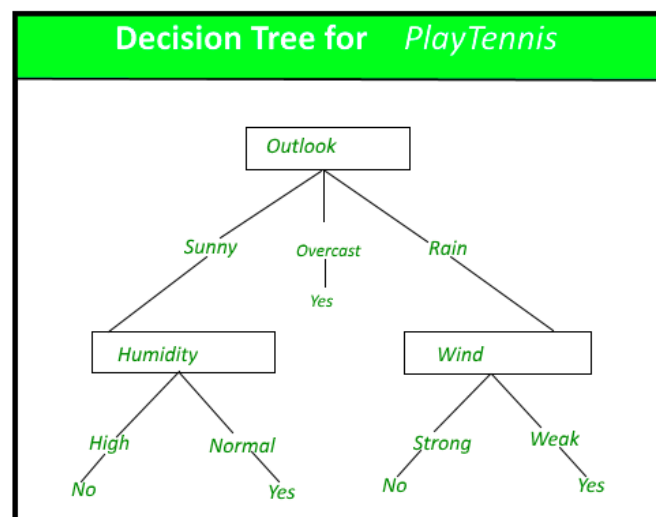 Decision Tree for PlayTennis
Outlook
Sunny Overcast Rain
Yes
Humidity Wind
High Normal Strong Weak
No Yes No Yes